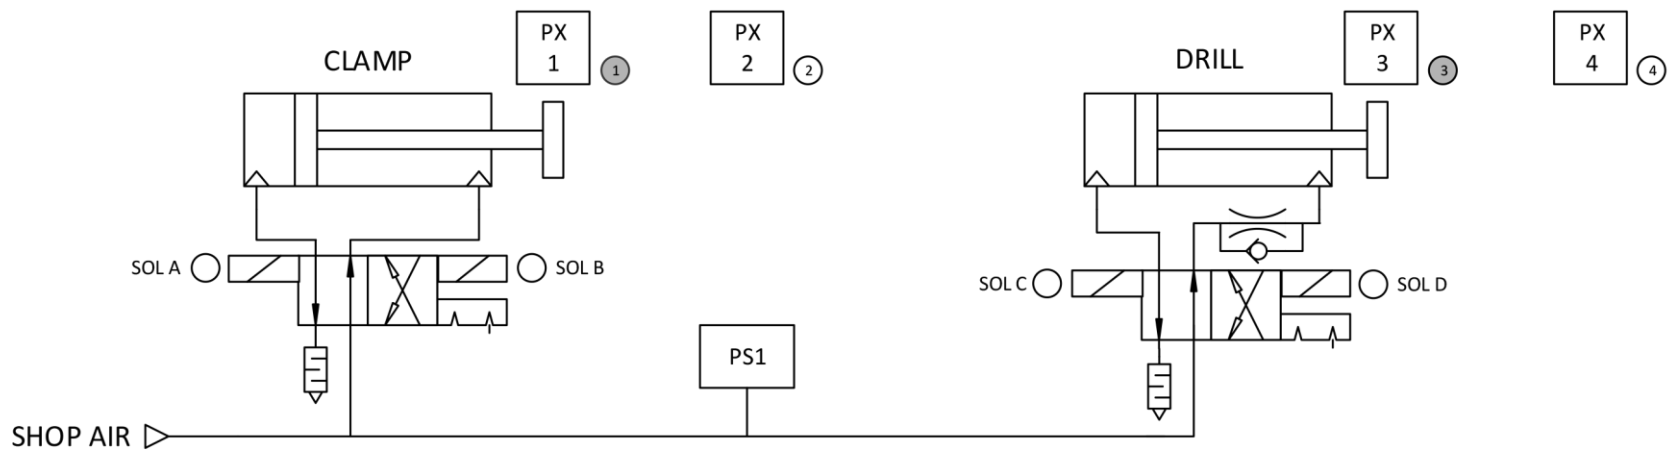 PX
1
1
PX
2
2
PX
3
3
PX
4
4
CLAMP
DRILL
SOL A
SOL B
SOL C
SOL D
PS1
SHOP AIR